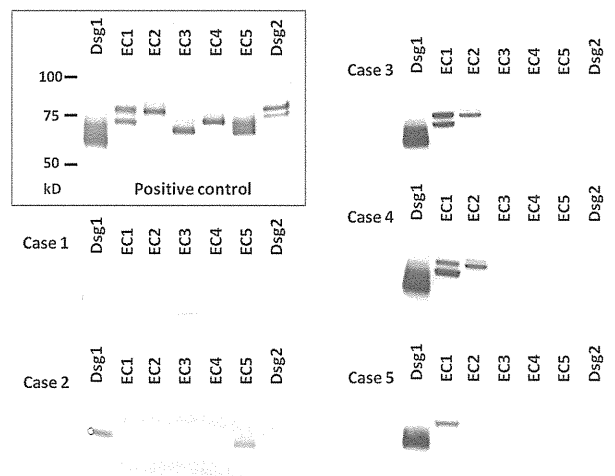 Dsg1 EC1 EC2 EC3 EC4 EC5 Dsg2
100
75
50
kD Positive control
Case 1 Dsg1 EC1 EC2 EC3 EC4 EC5 Dsg2
Case 2 Dsg1 EC1 EC2 EC3 EC4 EC5 Dsg2
Case 3 Dsg1 EC1 EC2 EC3 EC4 EC5 Dsg2
Case 4 Dsg1 EC1 EC2 EC3 EC4 EC5 Dsg2
Case 5 Dsg1 EC1 EC2 EC3 EC4 EC5 Dsg2